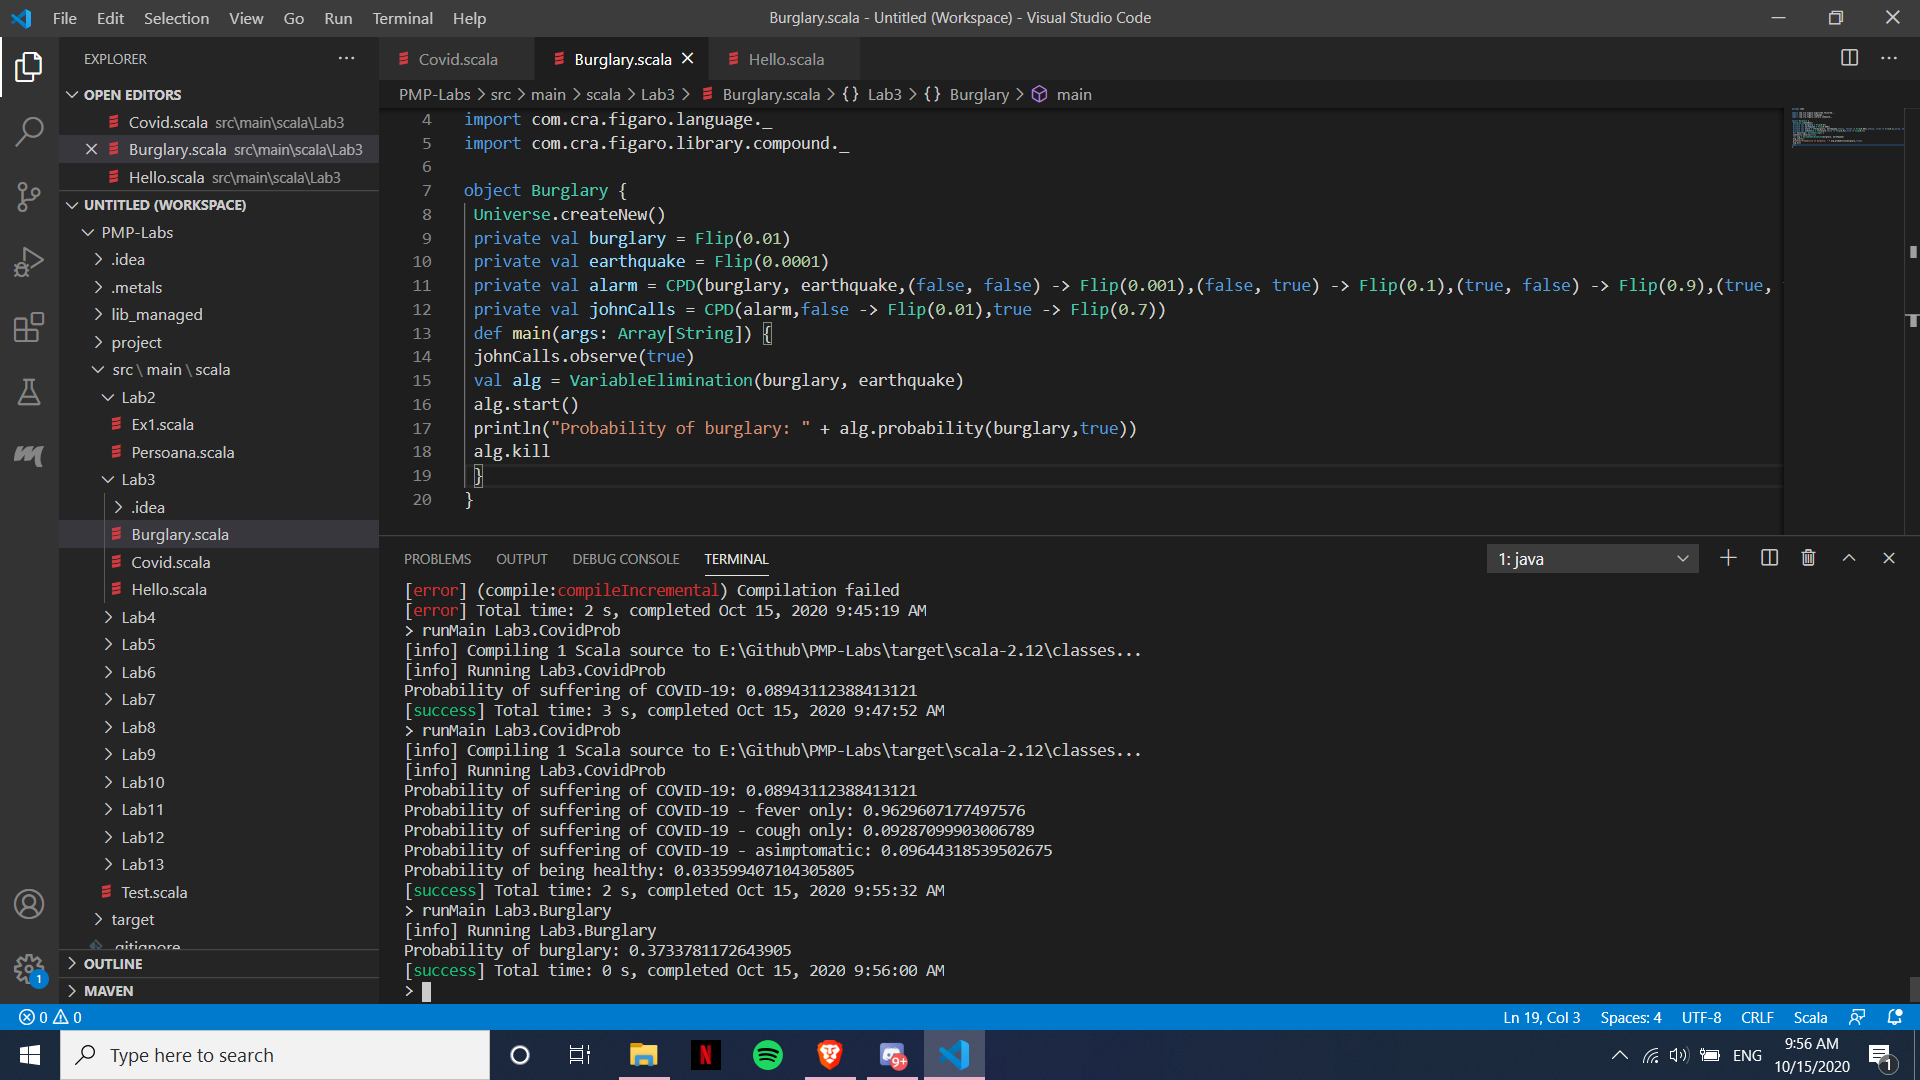 File Edit Selection View Go Run Terminal Help
Burglary.scala - Untitled (Workspace) - Visual Studio Code
EXPLORER
OPEN EDITORS
Covid.scala src\main\scala\Lab3
Burglary.scala src\main\scala\Lab3
Hello.scala src\main\scala\Lab3
UNTITLED (WORKSPACE)
PMP-Labs
.idea
.metals
lib_managed
project
src\main\scala
Lab2
Ex1.scala
Persoana.scala
Lab3
.idea
Burglary.scala
Covid.scala
Hello.scala
Lab4
Lab5
Lab6
Lab7
Lab8
Lab9
Lab10
Lab11
Lab12
Lab13
Test.scala
target
.gitignore
OUTLINE
MAVEN
Covid.scala Burglary.scala Hello.scala
PMP-Labs > src > main > scala > Lab3 > Burglary.scala > {} Lab3 > {} Burglary > main
4 import com.cra.figaro.language._
5 import com.cra.figaro.library.compound._
6
7 object Burglary {
8 Universe.createNew()
9 private val burglary = Flip(0.01)
10 private val earthquake = Flip(0.0001)
11 private val alarm = CPD(burglary, earthquake,(false, false) -> Flip(0.001),(false, true) -> Flip(0.1),(true, false) -> Flip(0.9),(true,
12 private val johnCalls = CPD(alarm,false -> Flip(0.01),true -> Flip(0.7))
13 def main(args: Array[String]) {
14 johnCalls.observe(true)
15 val alg = VariableElimination(burglary, earthquake)
16 alg.start()
17 println("Probability of burglary: " + alg.probability(burglary,true))
18 alg.kill
19 }
20 }
PROBLEMS OUTPUT DEBUG CONSOLE TERMINAL
1: java
[error] (compile:compileIncremental) Compilation failed
[error] Total time: 2 s, completed Oct 15, 2020 9:45:19 AM
> runMain Lab3.CovidProb
[info] Compiling 1 Scala source to E:\Github\PMP-Labs\target\scala-2.12\classes...
[info] Running Lab3.CovidProb
Probability of suffering of COVID-19: 0.08943112388413121
[success] Total time: 3 s, completed Oct 15, 2020 9:47:52 AM
> runMain Lab3.CovidProb
[info] Compiling 1 Scala source to E:\Github\PMP-Labs\target\scala-2.12\classes...
[info] Running Lab3.CovidProb
Probability of suffering of COVID-19: 0.08943112388413121
Probability of suffering of COVID-19 - fever only: 0.9629607177497576
Probability of suffering of COVID-19 - cough only: 0.09287099903006789
Probability of suffering of COVID-19 - asimptomatic: 0.09644318539502675
Probability of being healthy: 0.033599407104305805
[success] Total time: 2 s, completed Oct 15, 2020 9:55:32 AM
> runMain Lab3.Burglary
[info] Running Lab3.Burglary
Probability of burglary: 0.3733781172643905
[success] Total time: 0 s, completed Oct 15, 2020 9:56:00 AM
>
1
0 0
Ln 19, Col 3 Spaces: 4 UTF-8 CRLF Scala
Type here to search
N
9+
ENG
9:56 AM
10/15/2020
1